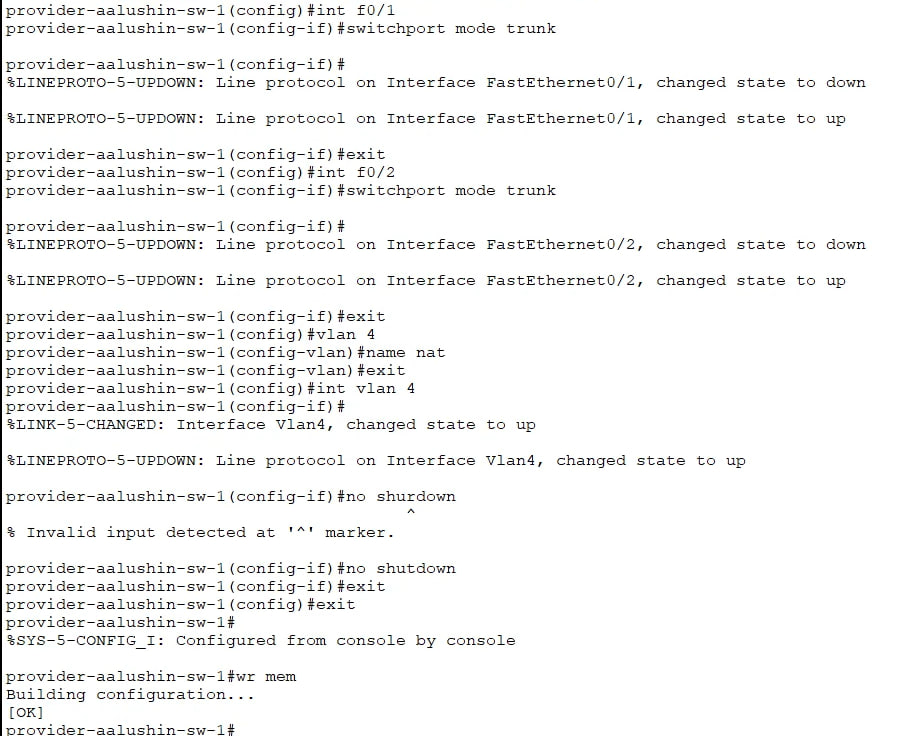 provider-aalushin-sw-1(config)#int f0/1
provider-aalushin-sw-1(config-if)#switchport mode trunk
provider-aalushin-sw-1(config-if)#
%LINEPROTO-5-UPDOWN: Line protocol on Interface FastEthernet0/1, changed state to down
%LINEPROTO-5-UPDOWN: Line protocol on Interface FastEthernet0/1, changed state to up
provider-aalushin-sw-1(config-if)#exit
provider-aalushin-sw-1(config)#int f0/2
provider-aalushin-sw-1(config-if)#switchport mode trunk
provider-aalushin-sw-1(config-if)#
%LINEPROTO-5-UPDOWN: Line protocol on Interface FastEthernet0/2, changed state to down
%LINEPROTO-5-UPDOWN: Line protocol on Interface FastEthernet0/2, changed state to up
provider-aalushin-sw-1(config-if)#exit
provider-aalushin-sw-1(config)#vlan 4
provider-aalushin-sw-1(config-vlan)#name nat
provider-aalushin-sw-1(config-vlan)#exit
provider-aalushin-sw-1(config)#int vlan 4
provider-aalushin-sw-1(config-if)#
%LINK-5-CHANGED: Interface Vlan4, changed state to up
%LINEPROTO-5-UPDOWN: Line protocol on Interface Vlan4, changed state to up
provider-aalushin-sw-1(config-if)#no shurdown
^
% Invalid input detected at '^' marker.
provider-aalushin-sw-1(config-if)#no shutdown
provider-aalushin-sw-1(config-if)#exit
provider-aalushin-sw-1(config)#exit
provider-aalushin-sw-1#
%SYS-5-CONFIG_I: Configured from console by console
provider-aalushin-sw-1#wr mem
Building configuration...
[OK]
provider-aalushin-sw-1#